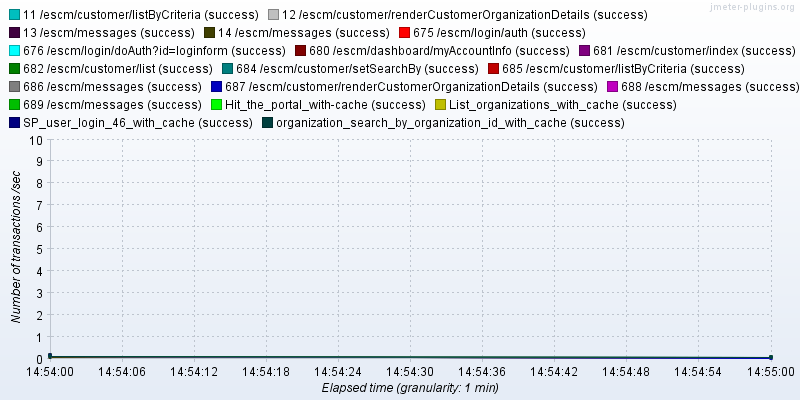 jmeter-plugins.org
11 /escm/customer/listByCriteria (success) 12 /escm/customer/renderCustomerOrganizationDetails (success)
13 /escm/messages (success) 14 /escm/messages (success) 675 /escm/login/auth (success)
676 /escm/login/doAuth?id=loginform (success) 680 /escm/dashboard/myAccountInfo (success) 681 /escm/customer/index (success)
682 /escm/customer/list (success) 684 /escm/customer/setSearchBy (success) 685 /escm/customer/listByCriteria (success)
686 /escm/messages (success) 687 /escm/customer/renderCustomerOrganizationDetails (success) 688 /escm/messages (success)
689 /escm/messages (success) Hit_the_portal_with-cache (success) List_organizations_with_cache (success)
SP_user_login_46_with_cache (success) organization_search_by_organization_id_with_cache (success)
Number of transactions /sec
10
9
8
7
6
5
4
3
2
1
0
14:54:00 14:54:06 14:54:12 14:54:18 14:54:24 14:54:30 14:54:36 14:54:42 14:54:48 14:54:54 14:55:00
Elapsed time (granularity: 1 min)